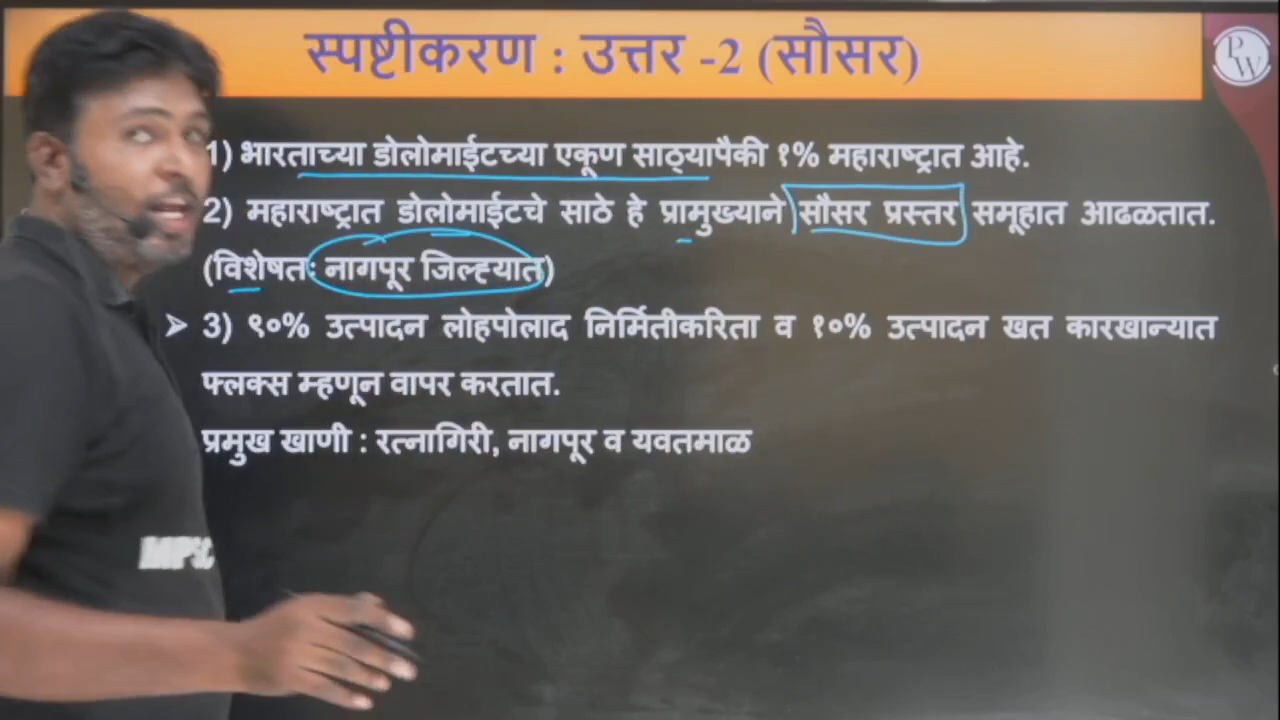 स्पष्टीकरण : उत्तर -2 (सौसर)
PW
1) भारताच्या डोलोमाईटच्या एकूण साठ्यापैकी १% महाराष्ट्रात आहे.
2) महाराष्ट्रात डोलोमाईटचे साठे हे प्रामुख्याने सौसर प्रस्तर समूहात आढळतात.
(विशेषतः नागपूर जिल्ह्यात)
➤ 3) ९०% उत्पादन लोहपोलाद निर्मितीकरिता व १०% उत्पादन खत कारखान्यात
फ्लक्स म्हणून वापर करतात.
प्रमुख खाणी : रत्नागिरी, नागपूर व यवतमाळ
MPSC